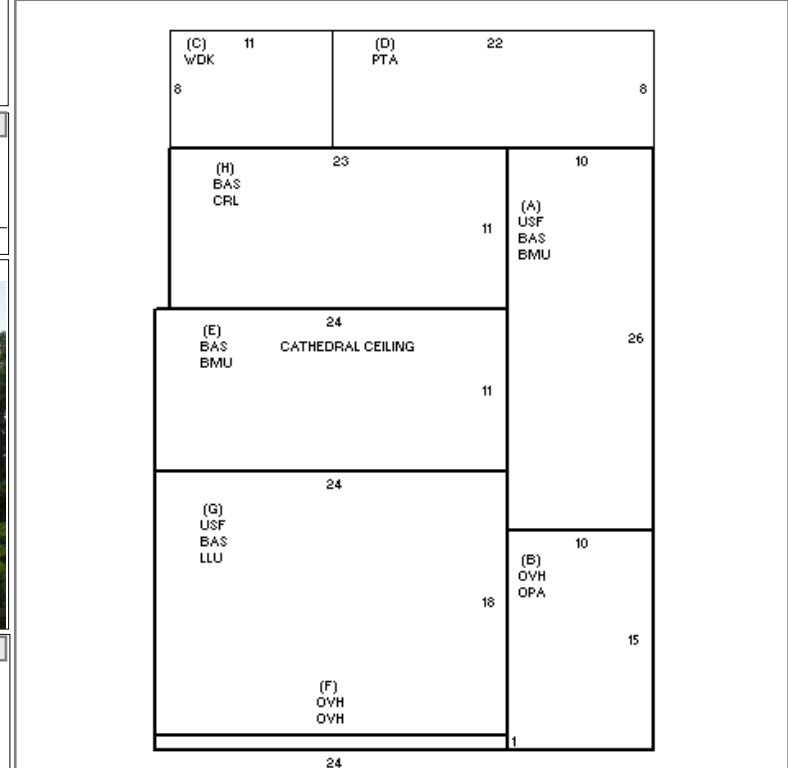 (C) 11 (D) 22
WDK PTA
8 8
23 10
(H)
BAS
CRL
(A)
USF
BAS
BMU
11
24
(E)
BAS CATHEDRAL CEILING
BMU
26
11
24
(G)
USF
BAS
LLU
10
(B)
OVH
OPA
18
15
(F)
OVH
OVH
1
24